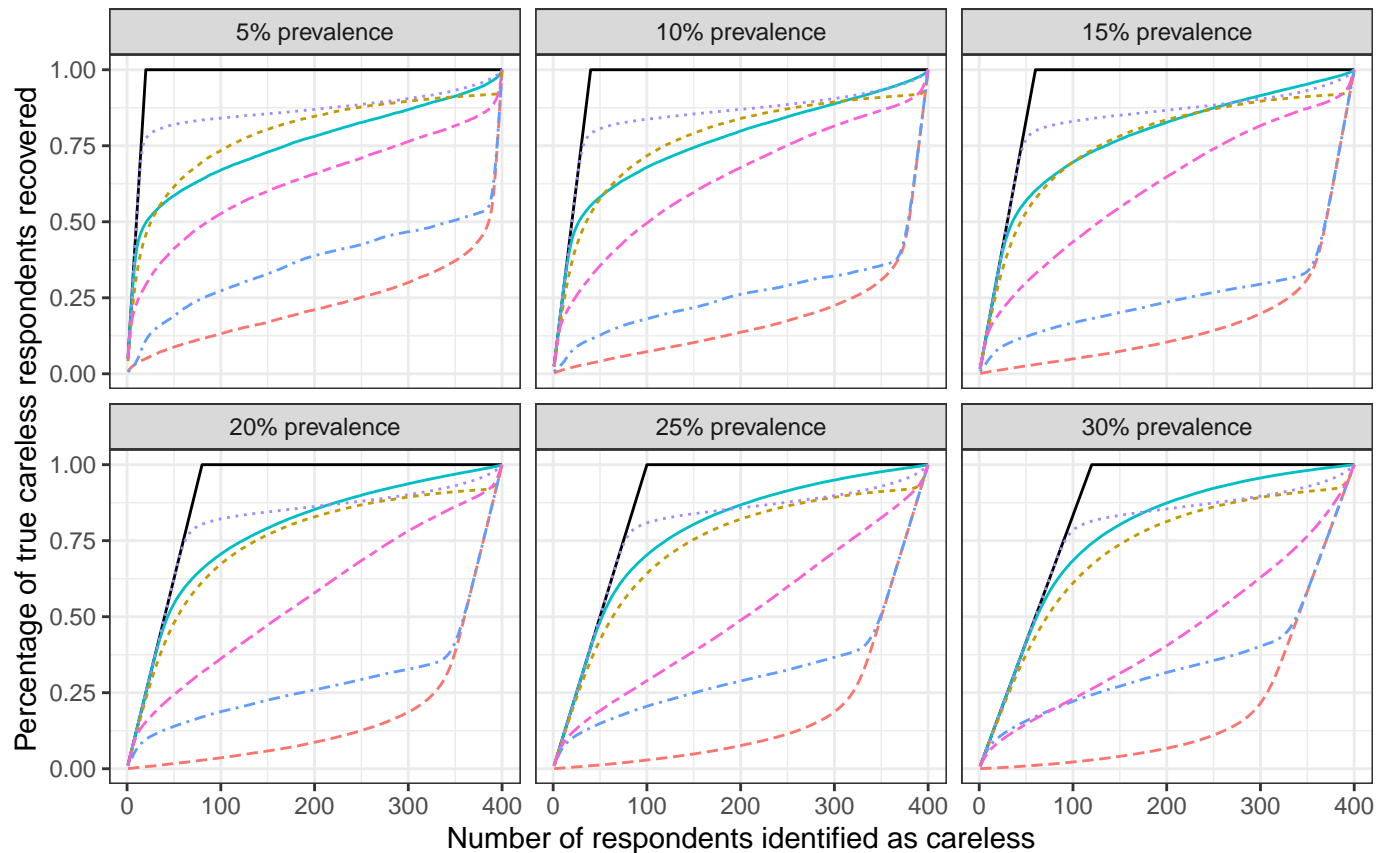 5% prevalence
10% prevalence
15% prevalence
1.00
0.75
0.50
0.25
0.00
20% prevalence
25% prevalence
30% prevalence
1.00
0.75
0.50
0.25
0.00
0 100 200 300 400
0 100 200 300 400
0 100 200 300 400
Number of respondents identified as careless
Percentage of true careless respondents recovered